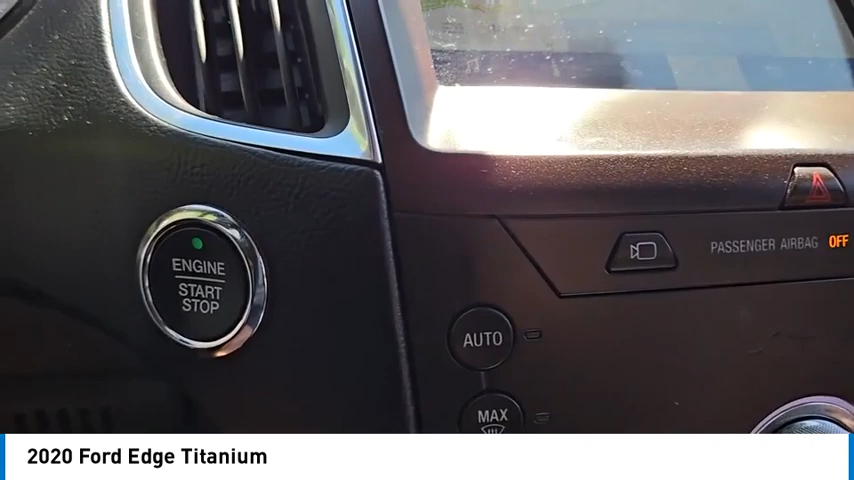 ENGINE
START
STOP
PASSENGER AIRBAG OFF
AUTO
MAX
2020 Ford Edge Titanium